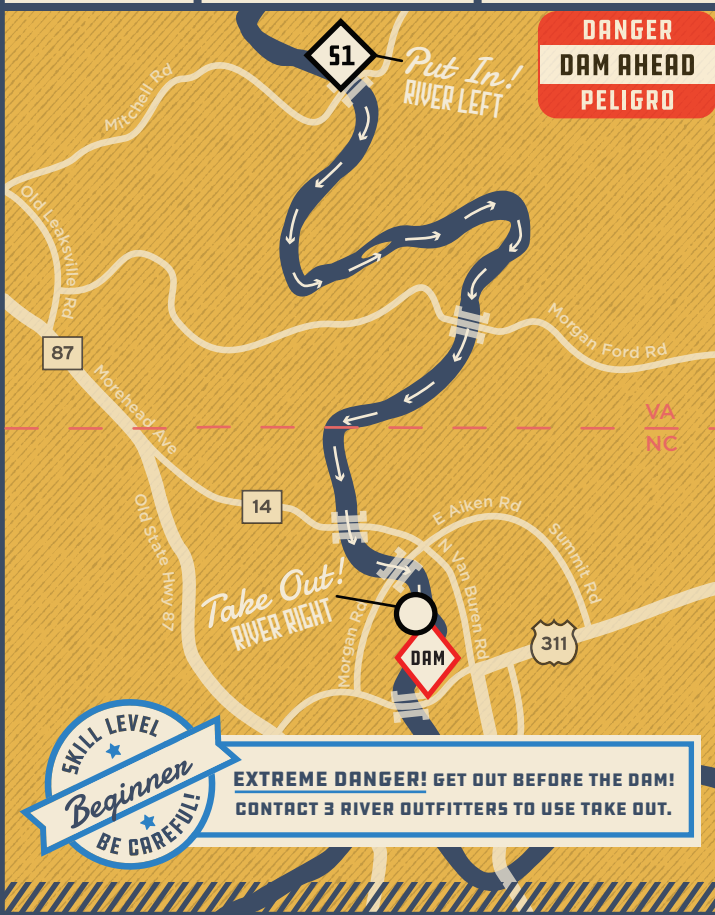 51
Put In!
RIVER LEFT
DANGER
DAM AHEAD
PELIGRO
Mitchell Rd
Old Leaksville Rd
87
Morgan Ford Rd
Morehead Ave
VA
NC
14
Old State Hwy 87
E Aiken Rd
Summit Rd
N Van Buren Rd
Take Out!
RIVER RIGHT
Morgan Rd
311
DAM
SKILL LEVEL
Beginner
BE CAREFUL!
EXTREME DANGER! GET OUT BEFORE THE DAM!
CONTACT 3 RIVER OUTFITTERS TO USE TAKE OUT.